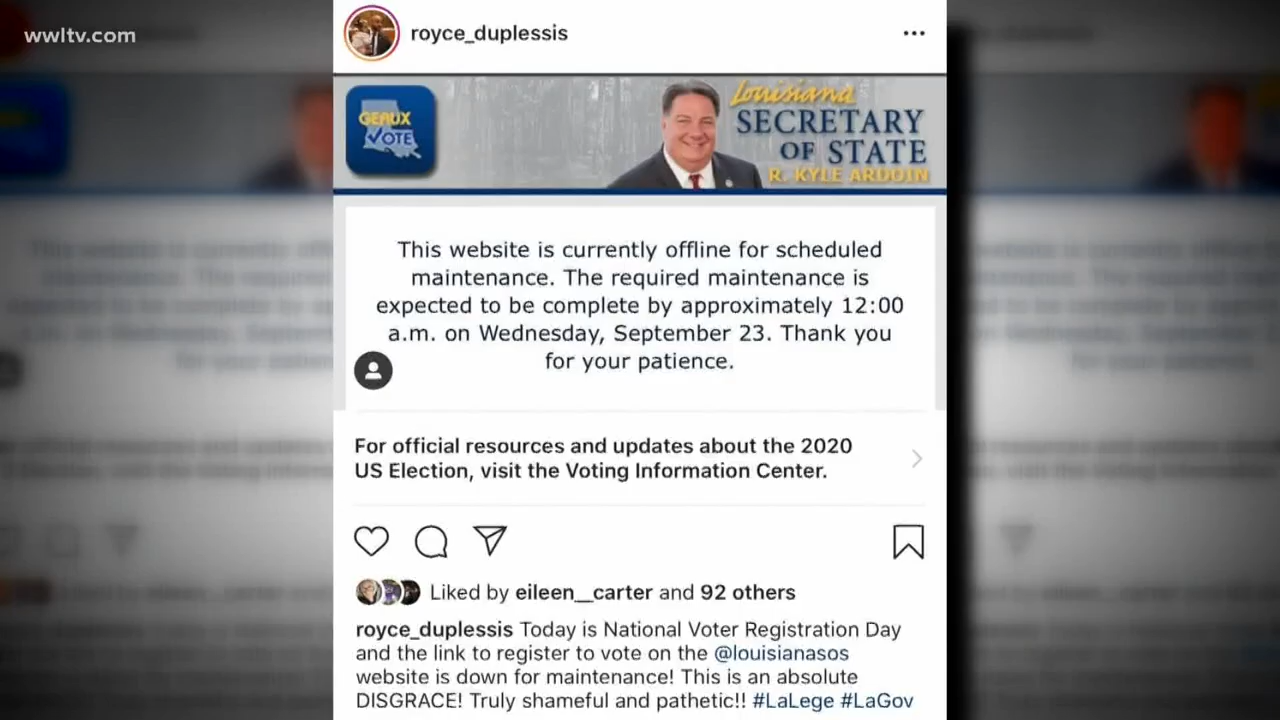 wwltv.com
royce_duplessis
GEAUX
VOTE
Louisiana
SECRETARY
OF STATE
R. KYLE ARDOIN
This website is currently offline for scheduled
maintenance. The required maintenance is
expected to be complete by approximately 12:00
a.m. on Wednesday, September 23. Thank you
for your patience.
For official resources and updates about the 2020
US Election, visit the Voting Information Center.
Liked by eileen__carter and 92 others
royce_duplessis Today is National Voter Registration Day
and the link to register to vote on the @louisianasos
website is down for maintenance! This is an absolute
DISGRACE! Truly shameful and pathetic!! #LaLege #LaGov